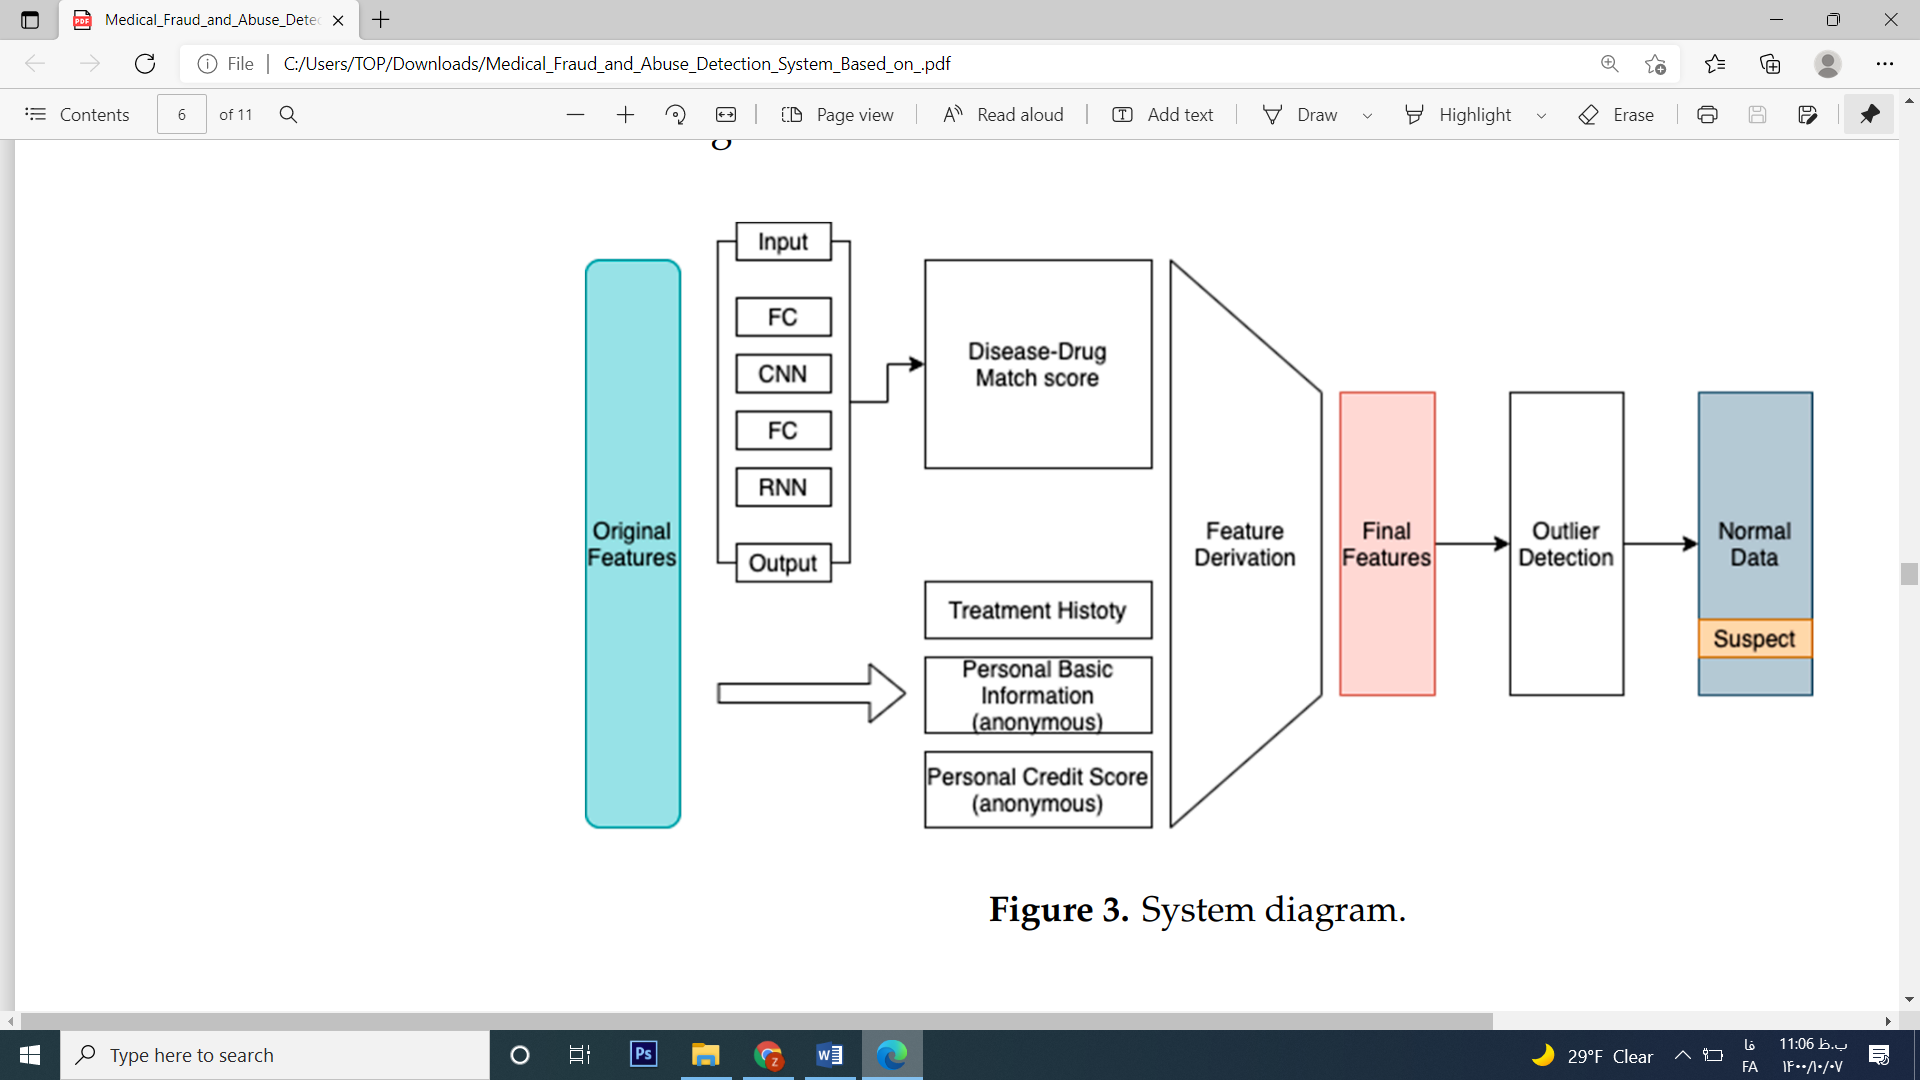 Medical_Fraud_and_Abuse_Dete
File
C:/Users/TOP/Downloads/Medical_Fraud_and_Abuse_Detection_System_Based_on_.pdf
Contents
6
of 11
Page view
Read aloud
Add text
Draw
Highlight
Erase
Original
Features
Input
FC
CNN
FC
RNN
Output
Disease-Drug
Match score
Treatment Histoty
Personal Basic
Information
(anonymous)
Personal Credit Score
(anonymous)
Feature
Derivation
Final
Features
Outlier
Detection
Normal
Data
Suspect
Figure 3. System diagram.
Type here to search
Ps
Z
29°F Clear
فا
FA
11:06 ب.ظ
۱۴۰۰/۱۰/۰۷